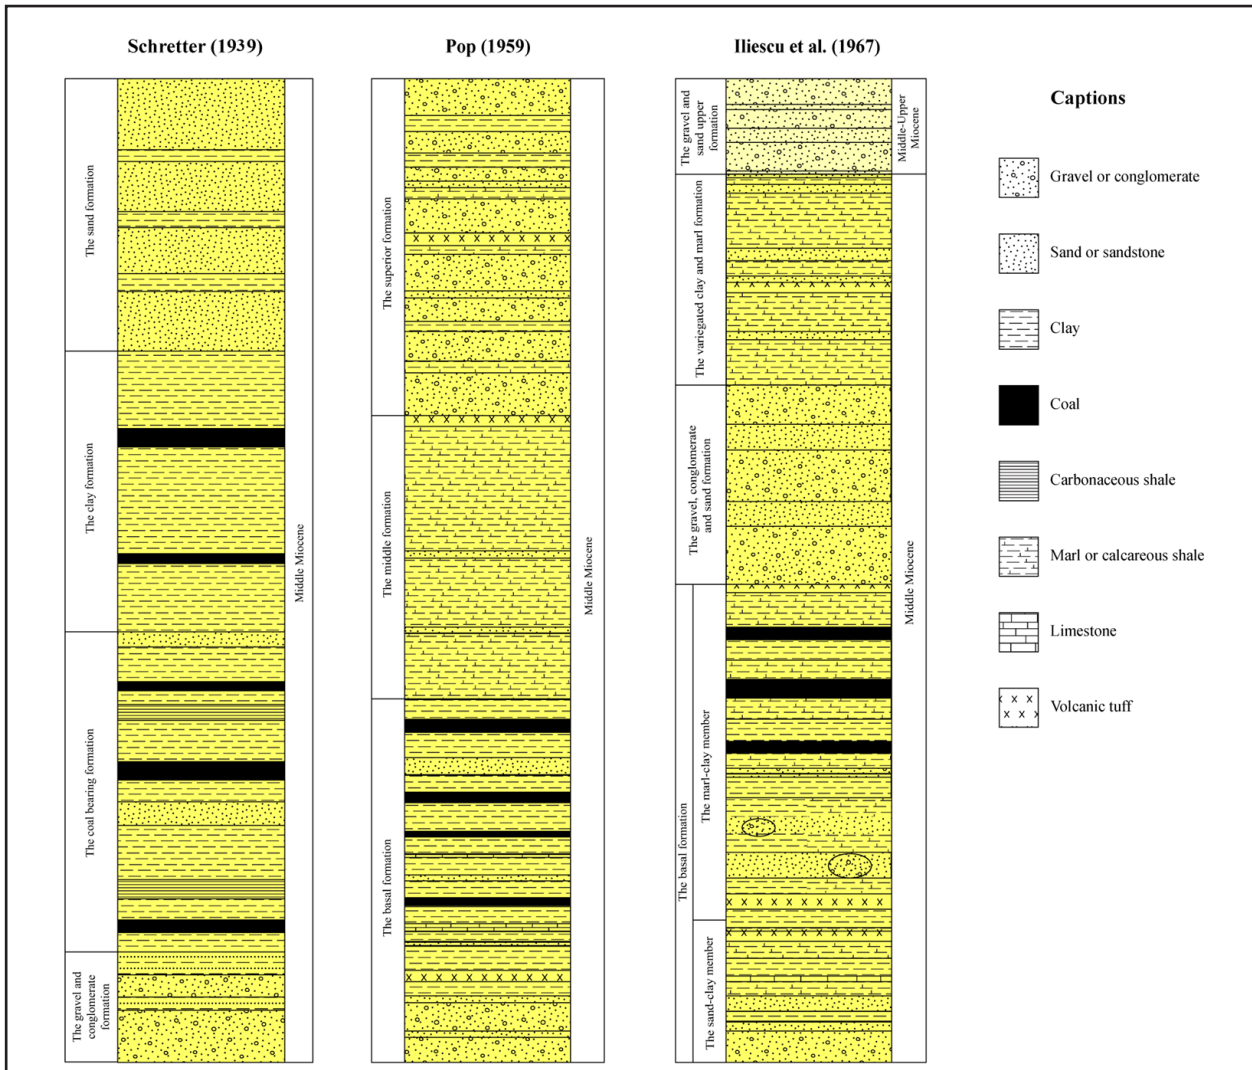 Schretter (1939)
Pop (1959)
Iliescu et al. (1967)
The sand formation
The clay formation
The coal bearing formation
The gravel and
conglomerate
formation
Middle Miocene
The superior formation
The middle formation
The basal formation
Middle Miocene
The gravel and
sand upper
formation
The variegated clay and marl formation
The gravel, conglomerate
and sand formation
The basal formation
The marl-clay member
The sand-clay member
Middle-Upper
Miocene
Middle Miocene
Captions
Gravel or conglomerate
Sand or sandstone
Clay
Coal
Carbonaceous shale
Marl or calcareous shale
Limestone
Volcanic tuff